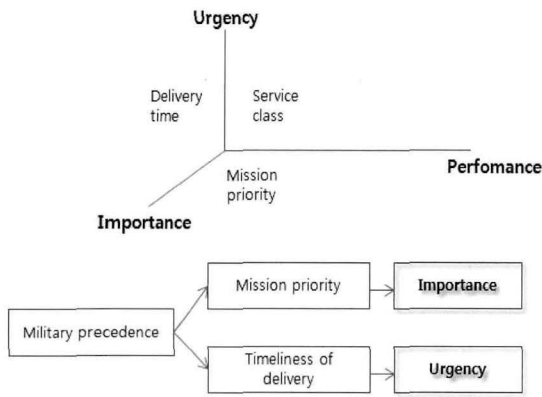 Urgency
Delivery
time
Service
class
Perfomance
Mission
priority
Importance
Mission priority
Importance
Military precedence
Timeliness of
delivery
Urgency